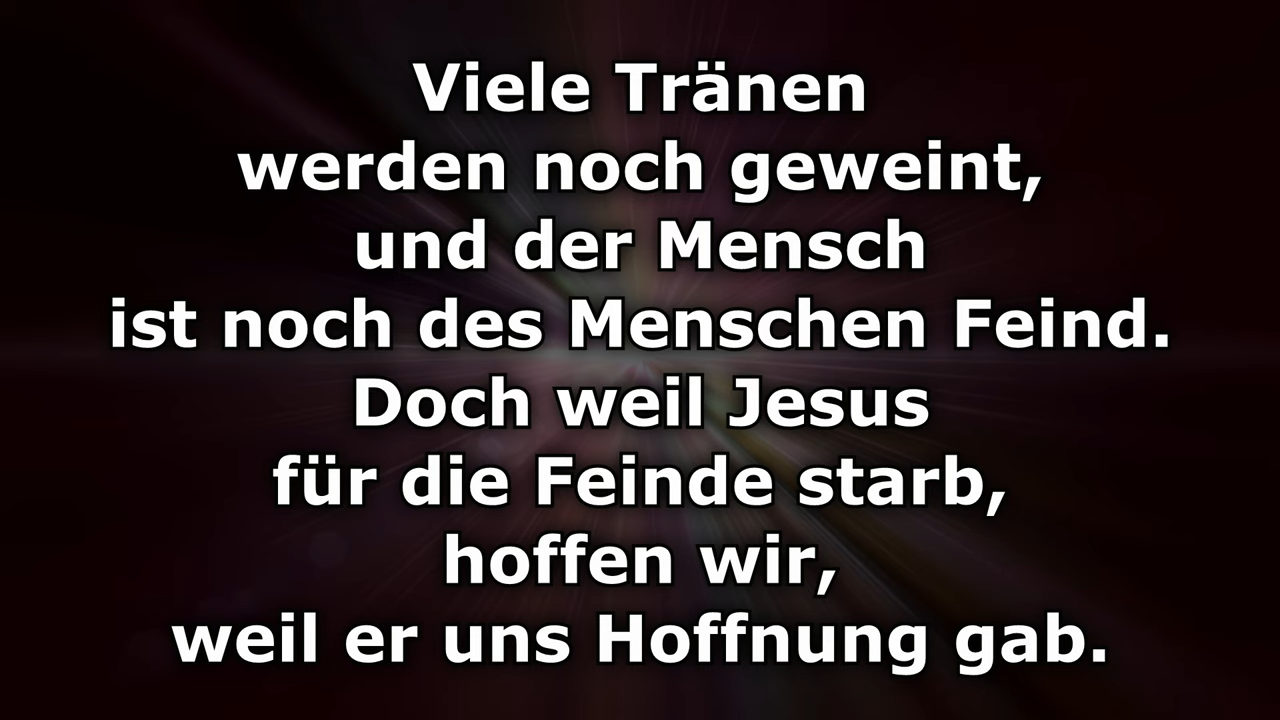 Viele Tränen
werden noch geweint,
und der Mensch
ist noch des Menschen Feind.
Doch weil Jesus
für die Feinde starb,
hoffen wir,
weil er uns Hoffnung gab.